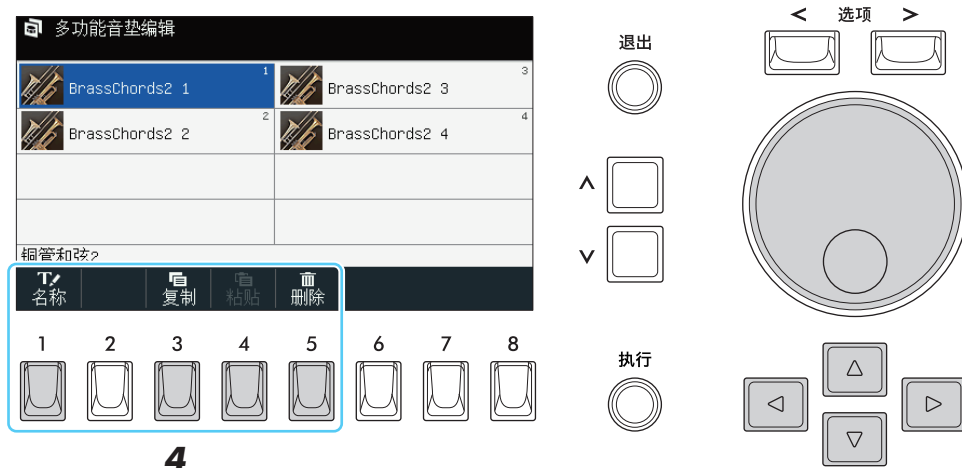 多功能音垫编辑
BrassChords2 1
1
BrassChords2 3
3
BrassChords2 2
2
BrassChords2 4
4
铜管和弦2
名称
复制
粘贴
删除
1 2 3 4 5 6 7 8
4
退出
∧
∨
执行
< 选项 >